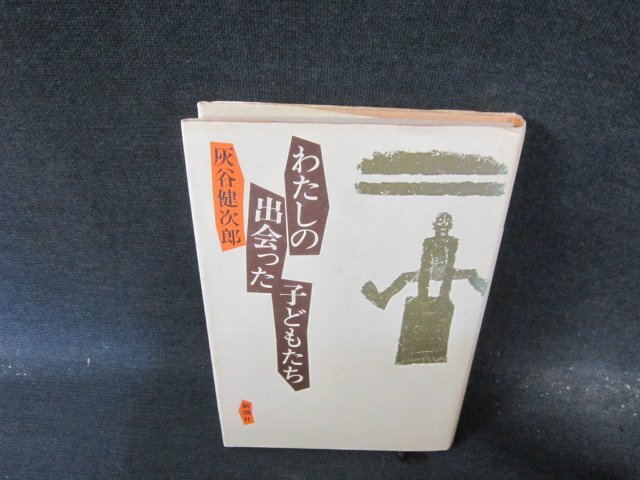 わたしの
出会った
子どもたち
灰谷健次郎
新潮社